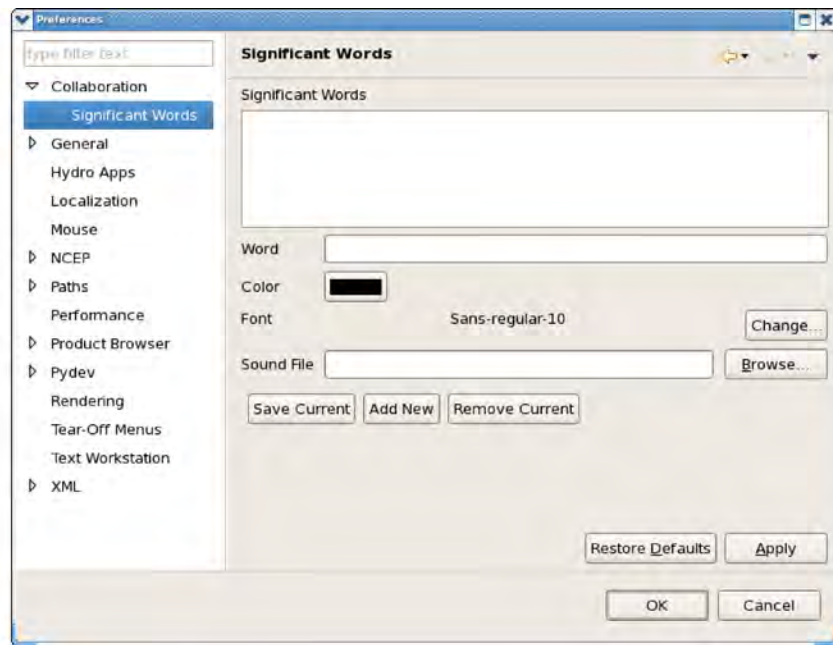 Preferences
type filter text
Collaboration
Significant Words
General
Hydro Apps
Localization
Mouse
NCEP
Paths
Performance
Product Browser
Pydev
Rendering
Tear-Off Menus
Text Workstation
XML
Significant Words
Significant Words
Word
Color
Font Sans-regular-10 Change...
Sound File Browse...
Save Current Add New Remove Current
Restore Defaults Apply
OK Cancel